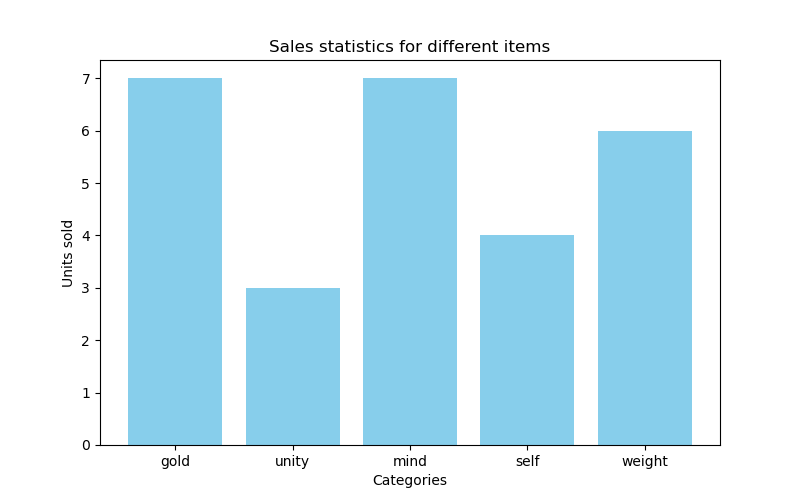 Sales statistics for different items
Units sold
7
6
5
4
3
2
1
0
gold unity mind self weight
Categories